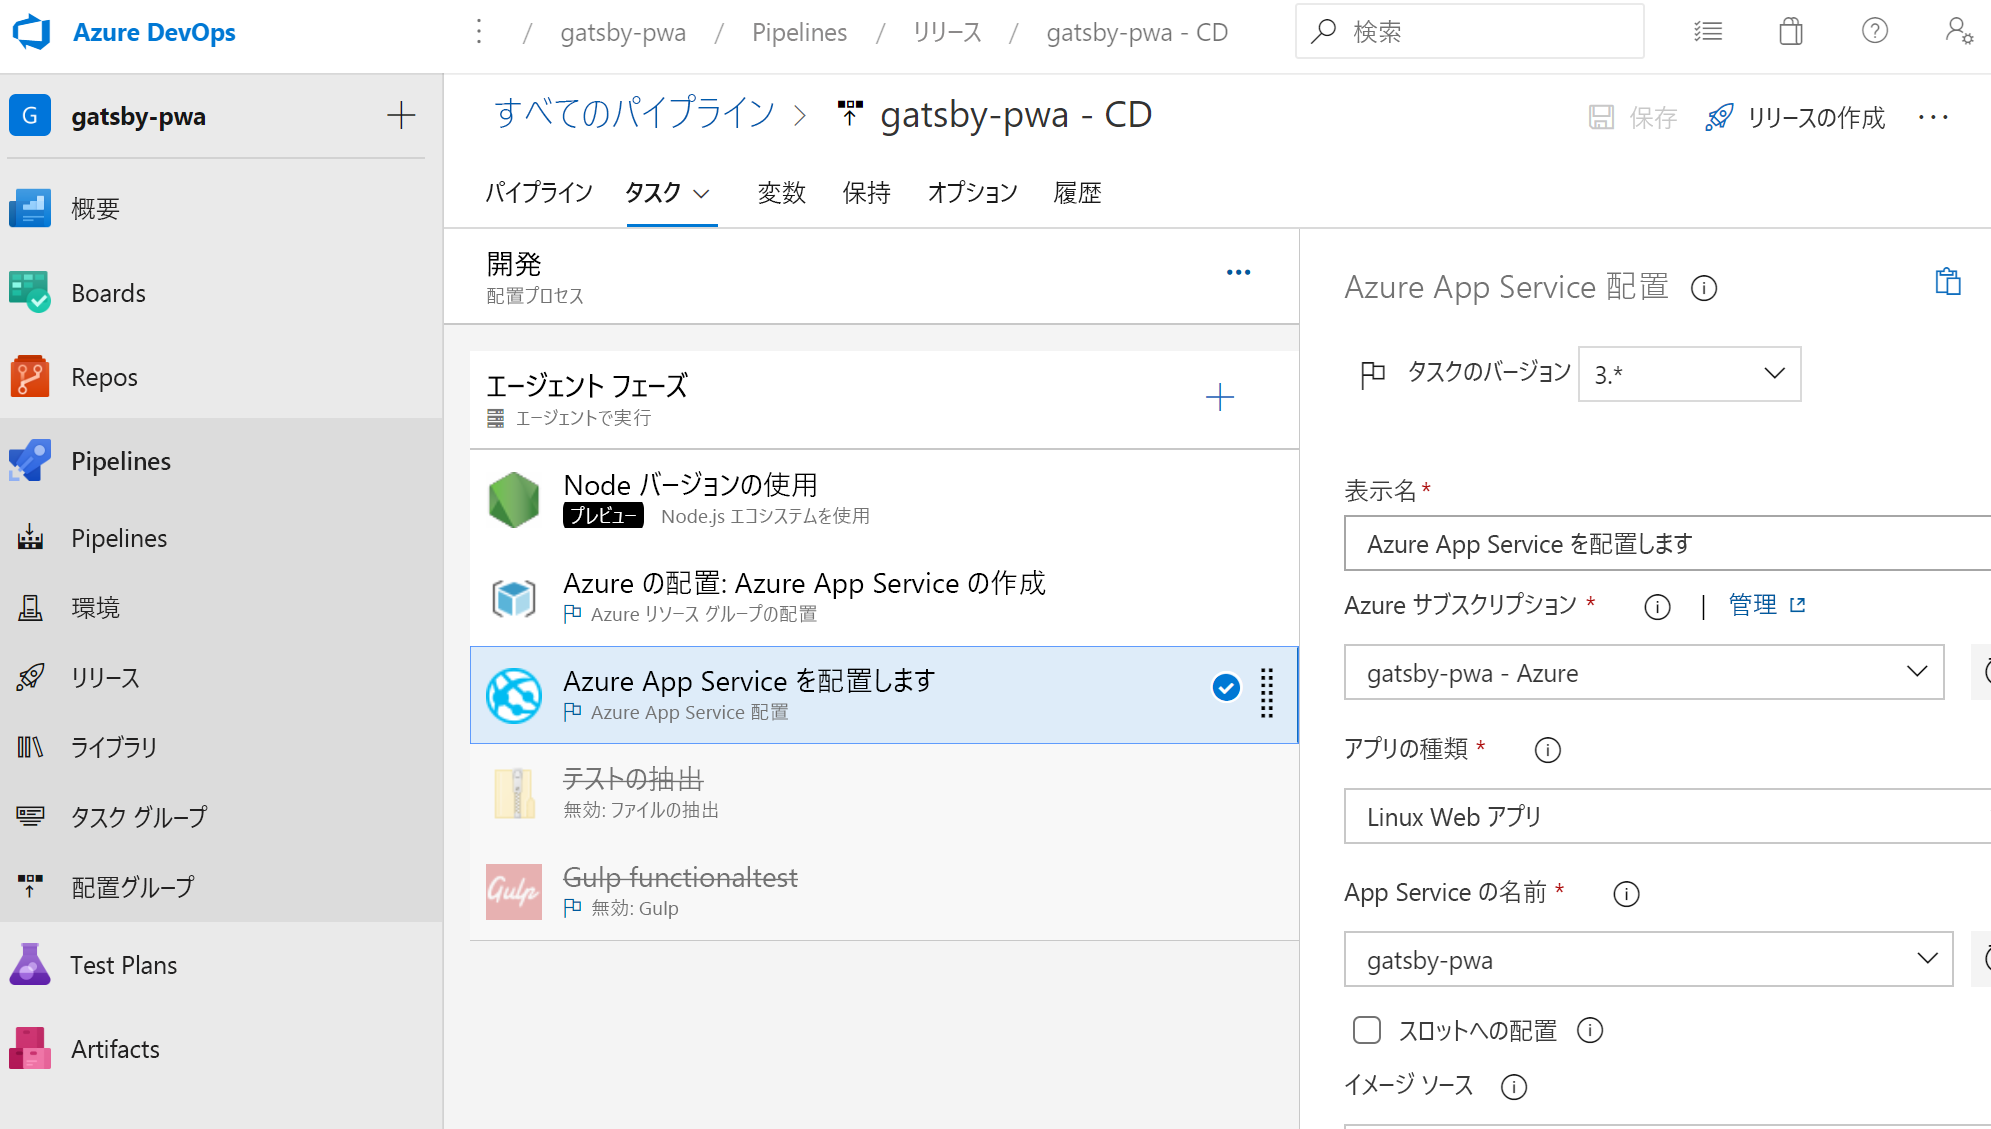 Azure DevOps
/ gatsby-pwa / Pipelines / リリース / gatsby-pwa - CD
検索
G gatsby-pwa
概要
Boards
Repos
Pipelines
Pipelines
環境
リリース
ライブラリ
タスク グループ
配置グループ
Test Plans
Artifacts
すべてのパイプライン > gatsby-pwa - CD
保存
リリースの作成
パイプライン タスク 変数 保持 オプション 履歴
開発
配置プロセス
エージェント フェーズ
エージェントで実行
Node バージョンの使用
プレビュー Node.js エコシステムを使用
Azure の配置: Azure App Service の作成
Azure リソース グループの配置
Azure App Service を配置します
Azure App Service 配置
テストの抽出
無効: ファイルの抽出
Gulp
Gulp functionaltest
無効: Gulp
Azure App Service 配置
タスクのバージョン 3.*
表示名 *
Azure App Service を配置します
Azure サブスクリプション * | 管理
gatsby-pwa - Azure
アプリの種類 *
Linux Web アプリ
App Service の名前 *
gatsby-pwa
スロットへの配置
イメージ ソース